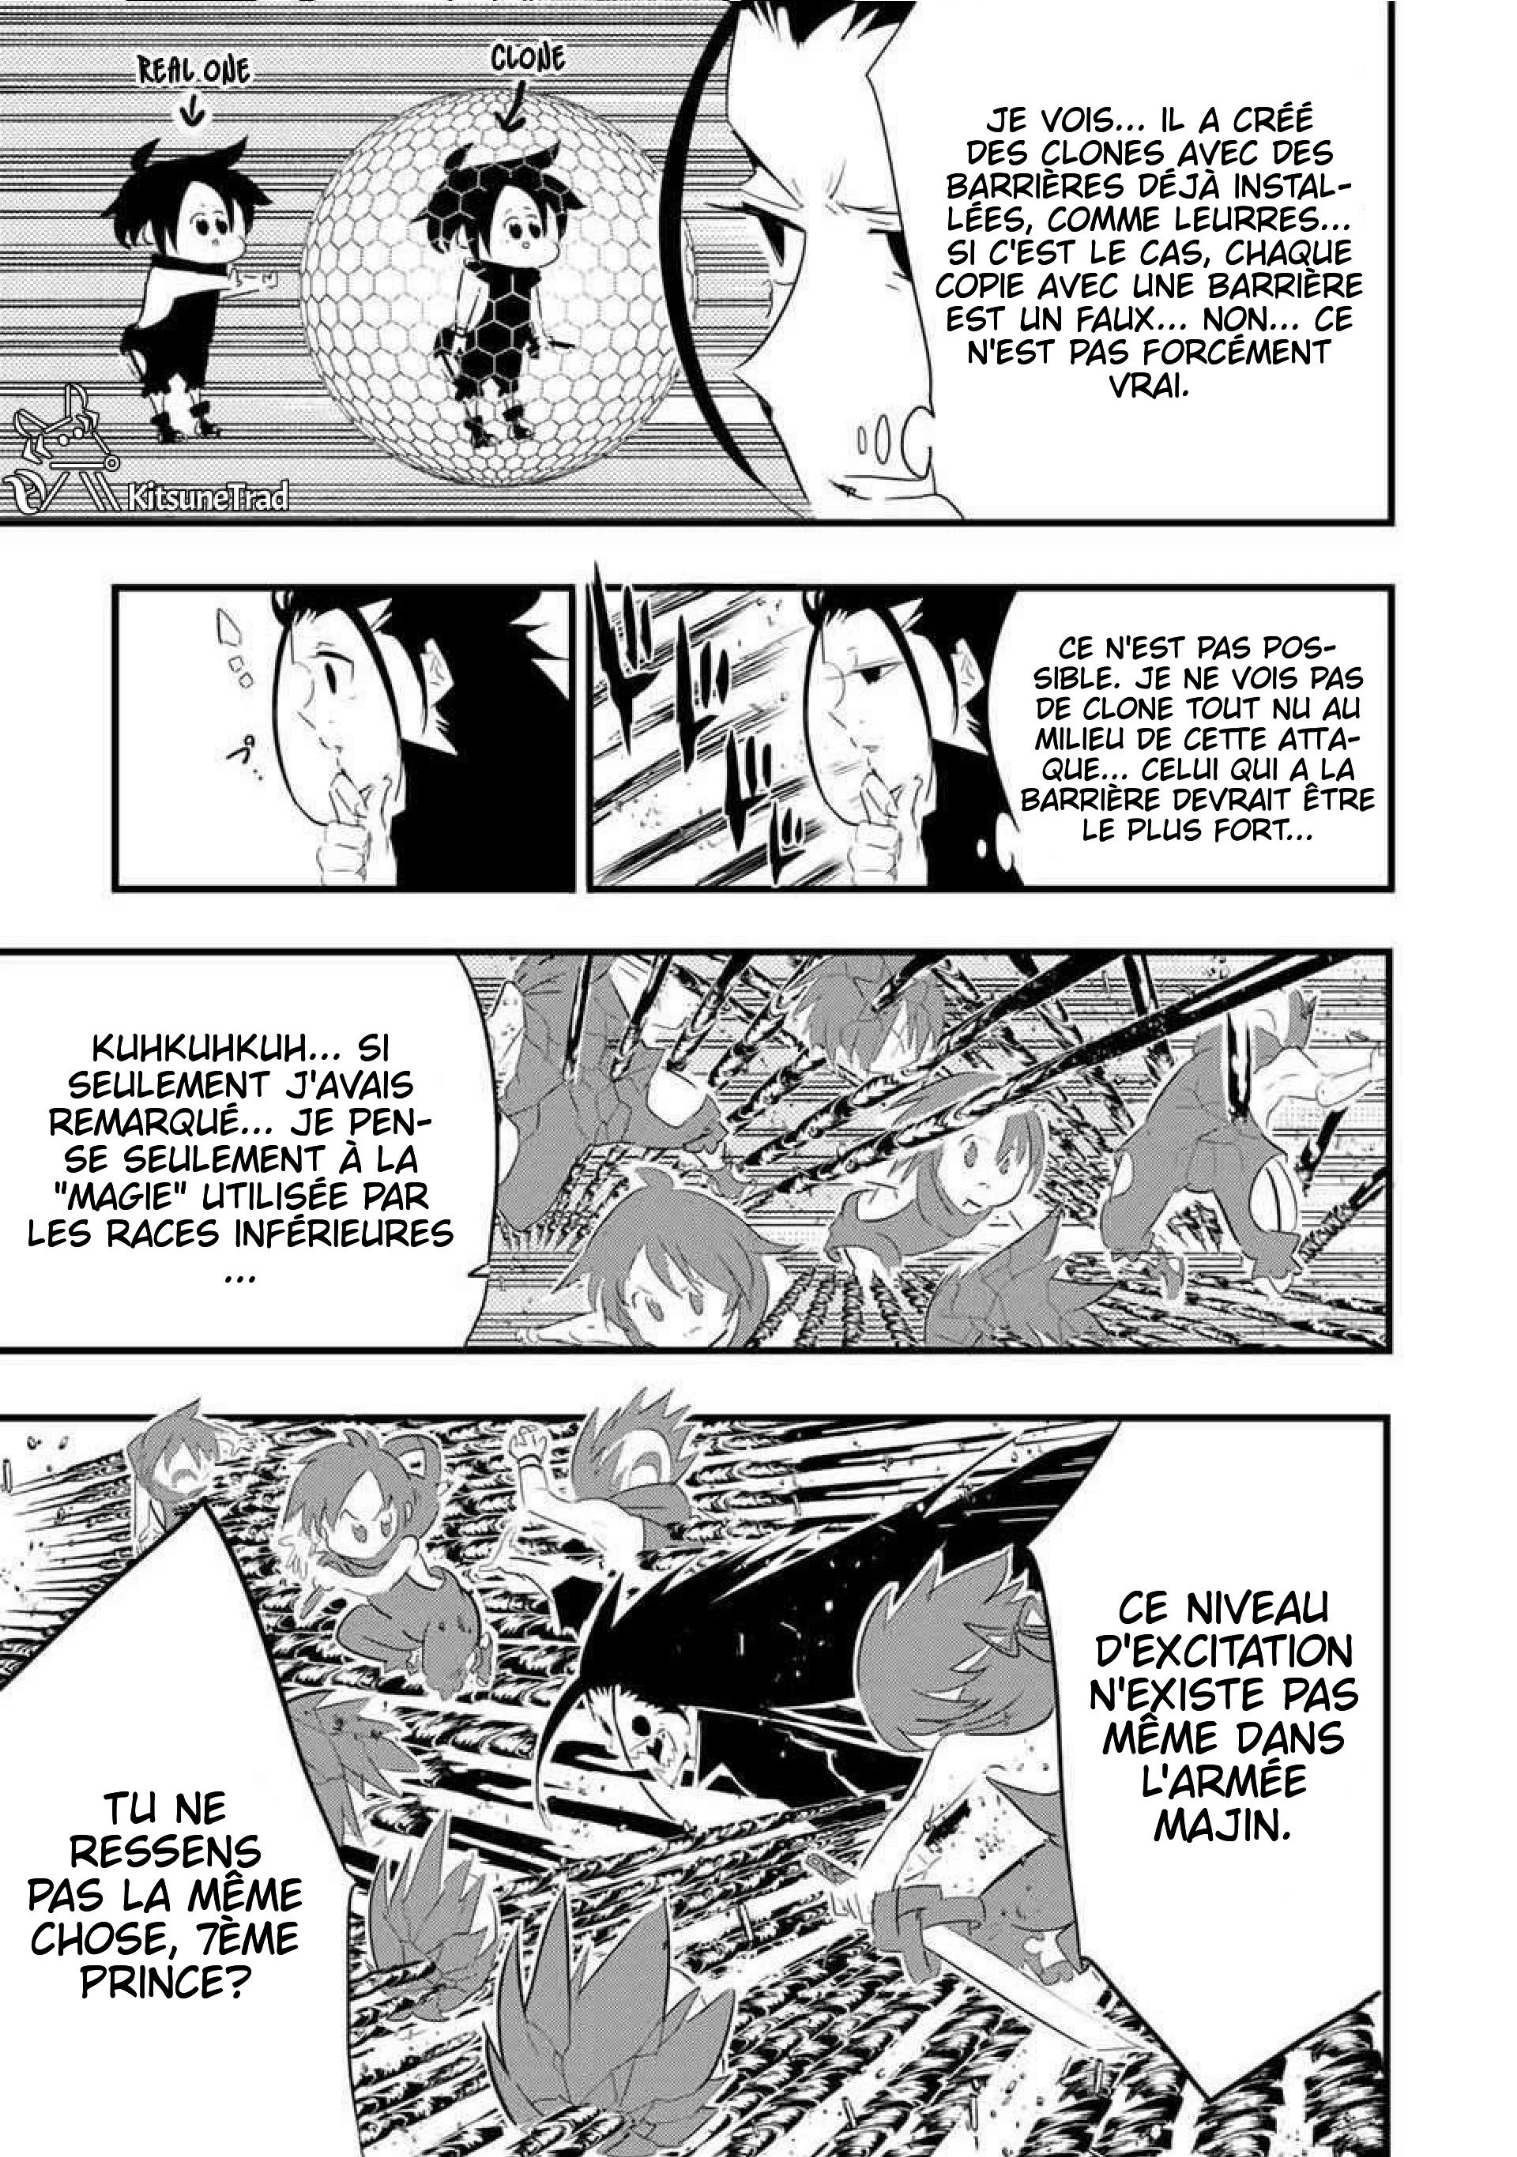 REAL ONE
CLONE
JE VOIS... IL A CRÉÉ
DES CLONES AVEC DES
BARRIÈRES DÉJÀ INSTAL-
LÉES, COMME LEURRES...
SI C'EST LE CAS, CHAQUE
COPIE AVEC UNE BARRIÈRE
EST UN FAUX... NON... CE
N'EST PAS FORCÉMENT
VRAI.
KitsuneTrad
CE N'EST PAS POS-
SIBLE. JE NE VOIS PAS
DE CLONE TOUT NU AU
MILIEU DE CETTE ATTA-
QUE... CELUI QUI A LA
BARRIÈRE DEVRAIT ÊTRE
LE PLUS FORT...
ドドドド
プ..
KUHKUHKUH... SI
SEULEMENT J'AVAIS
REMARQUÉ... JE PEN-
SE SEULEMENT À LA
"MAGIE" UTILISÉE PAR
LES RACES INFÉRIEURES
...
CE NIVEAU
D'EXCITATION
N'EXISTE PAS
MÊME DANS
L'ARMÉE
MAJIN.
TU NE
RESSENS
PAS LA MÊME
CHOSE, 7ÈME
PRINCE?